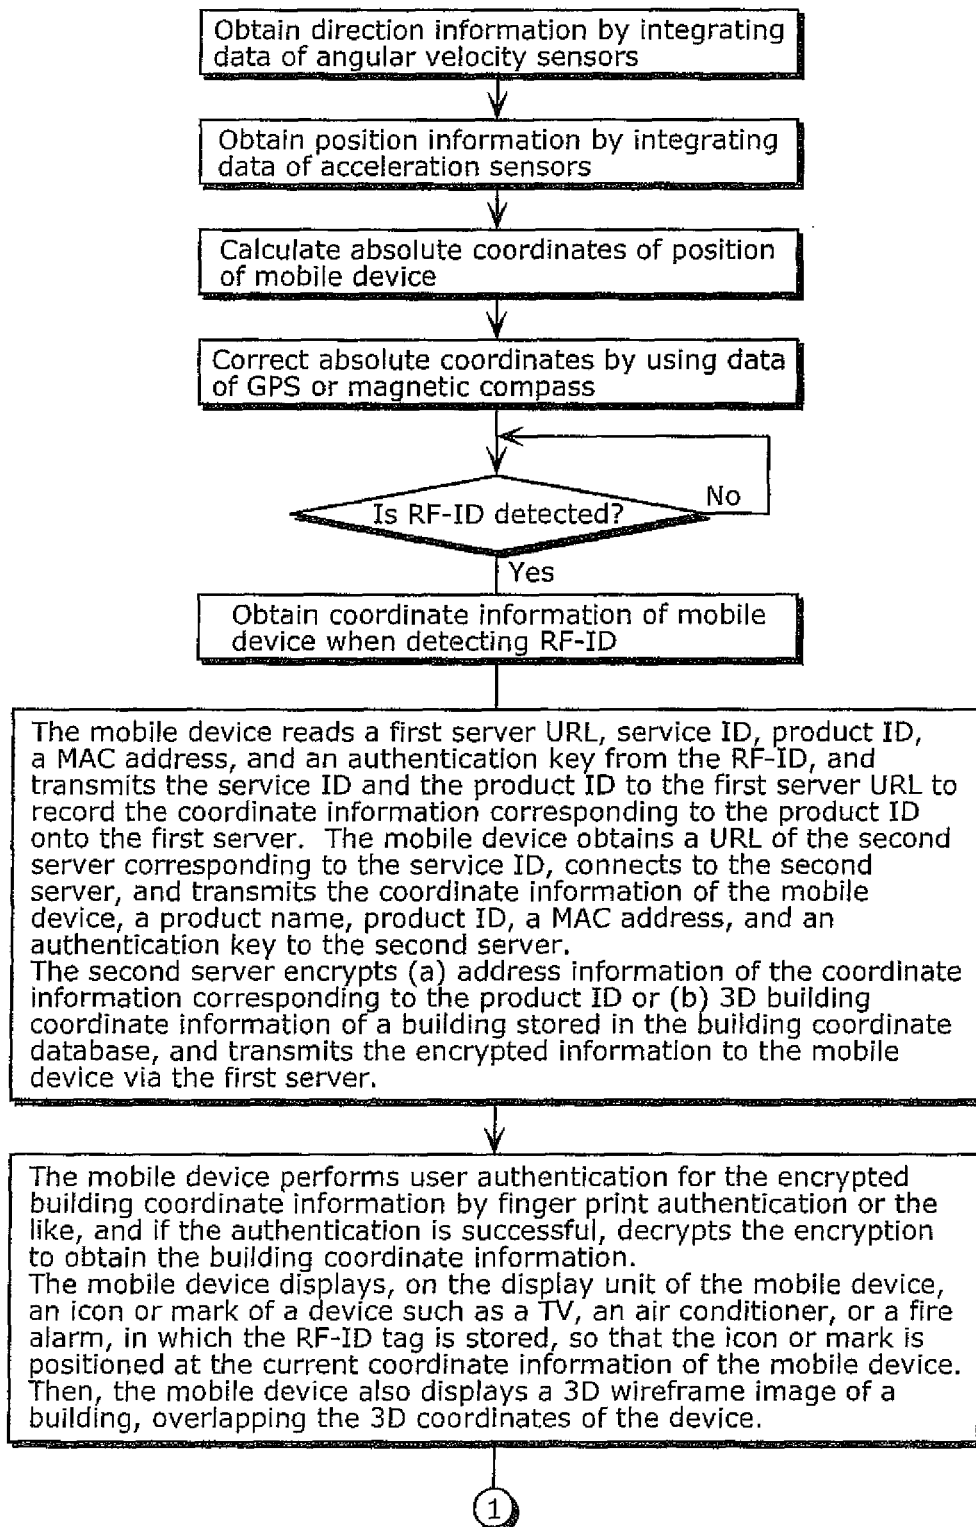 Obtain direction information by integrating
data of angular velocity sensors
Obtain position information by integrating
data of acceleration sensors
Calculate absolute coordinates of position
of mobile device
Correct absolute coordinates by using data
of GPS or magnetic compass
No
Is RF-ID detected?
Yes
Obtain coordinate information of mobile
device when detecting RF-ID
The mobile device reads a first server URL, service ID, product ID,
a MAC address, and an authentication key from the RF-ID, and
transmits the service ID and the product ID to the first server URL to
record the coordinate information corresponding to the product ID
onto the first server. The mobile device obtains a URL of the second
server corresponding to the service ID, connects to the second
server, and transmits the coordinate information of the mobile
device, a product name, product ID, a MAC address, and an
authentication key to the second server.
The second server encrypts (a) address information of the coordinate
information corresponding to the product ID or (b) 3D building
coordinate information of a building stored in the building coordinate
database, and transmits the encrypted information to the mobile
device via the first server.
The mobile device performs user authentication for the encrypted
building coordinate information by finger print authentication or the
like, and if the authentication is successful, decrypts the encryption
to obtain the building coordinate information.
The mobile device displays, on the display unit of the mobile device,
an icon or mark of a device such as a TV, an air conditioner, or a fire
alarm, in which the RF-ID tag is stored, so that the icon or mark is
positioned at the current coordinate information of the mobile device.
Then, the mobile device also displays a 3D wireframe image of a
building, overlapping the 3D coordinates of the device.
1